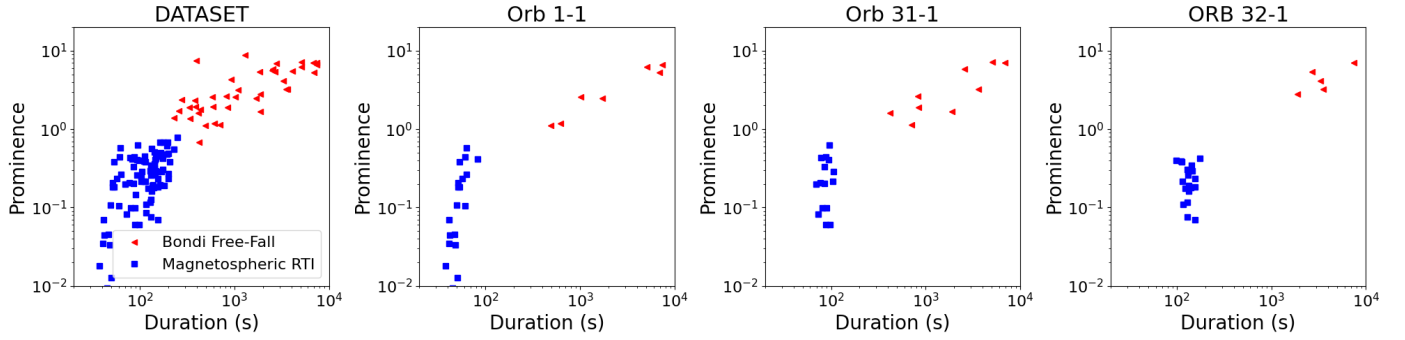 DATASET
Orb 1-1
Orb 31-1
ORB 32-1
Prominence
10¹
10⁰
10⁻¹
10⁻²
Bondi Free-Fall
Magnetospheric RTI
10²
10³
10⁴
Duration (s)
Prominence
10¹
10⁰
10⁻¹
10⁻²
10²
10³
10⁴
Duration (s)
Prominence
10¹
10⁰
10⁻¹
10⁻²
10²
10³
10⁴
Duration (s)
Prominence
10¹
10⁰
10⁻¹
10⁻²
10²
10³
10⁴
Duration (s)